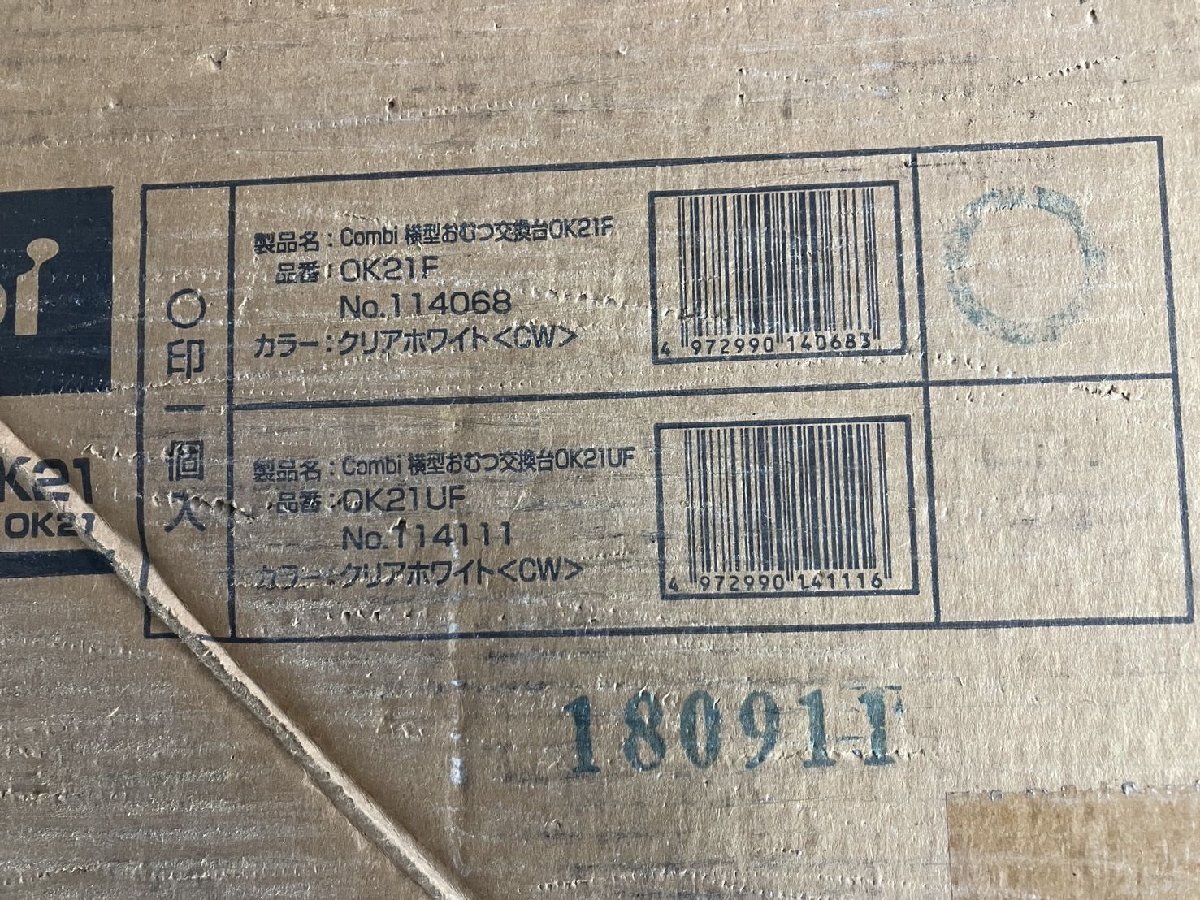 K21
OK21
○印一個入
製品名：Combi 横型おむつ交換台OK21F
品番：OK21F
No.114068
カラー：クリアホワイト<CW>
4 972990 140683
製品名：Combi 横型おむつ交換台OK21UF
品番：OK21UF
No.114111
カラー：クリアホワイト<CW>
4 972990 141116
180911